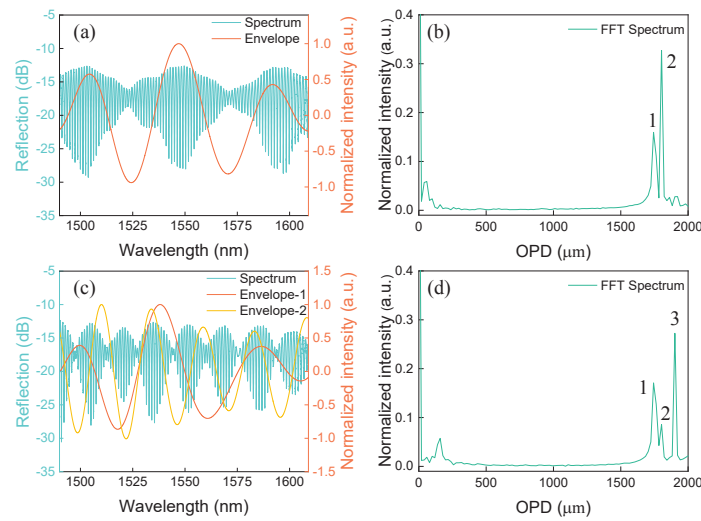 (a)
Spectrum
Envelope
-5
-10
-15
-20
-25
-30
-35
Reflection (dB)
1.0
0.5
0.0
-0.5
-1.0
Normalized intensity (a.u.)
1500 1525 1550 1575 1600
Wavelength (nm)
(b)
FFT Spectrum
1
2
0.4
0.3
0.2
0.1
0.0
Normalized intensity (a.u.)
0 500 1000 1500 2000
OPD (μm)
(c)
Spectrum
Envelope-1
Envelope-2
-5
-10
-15
-20
-25
-30
-35
Reflection (dB)
1.5
1.0
0.5
0.0
-0.5
-1.0
-1.5
Normalized intensity (a.u.)
1500 1525 1550 1575 1600
Wavelength (nm)
(d)
FFT Spectrum
1
2
3
0.4
0.3
0.2
0.1
0.0
Normalized intensity (a.u.)
0 500 1000 1500 2000
OPD (μm)